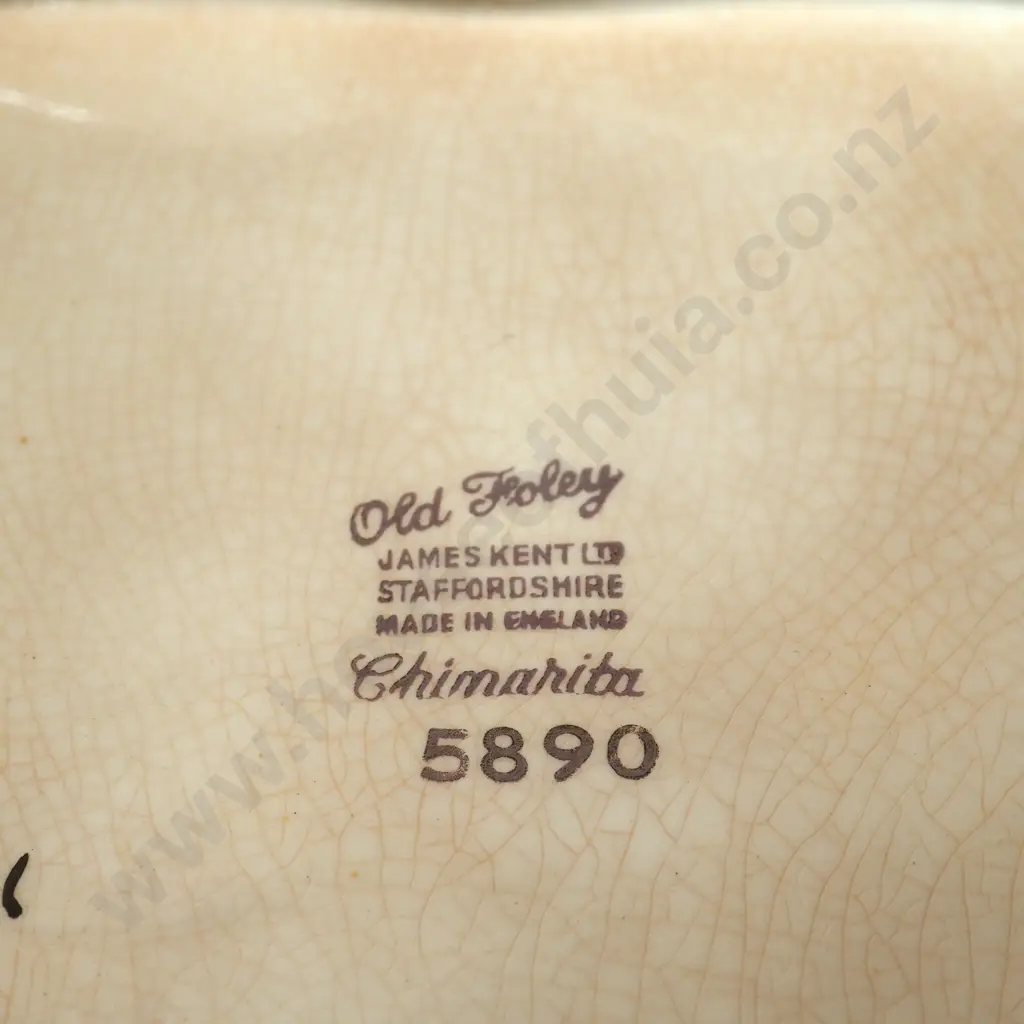 Old Foley
JAMES KENT LTD
STAFFORDSHIRE
MADE IN ENGLAND
Chimarita
5890